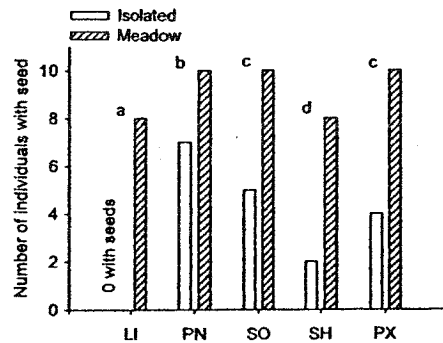 Isolated
Meadow
Number of individuals with seed
10
8
6
4
2
0
0 with seeds
a
b
c
d
c
LI PN SO SH PX